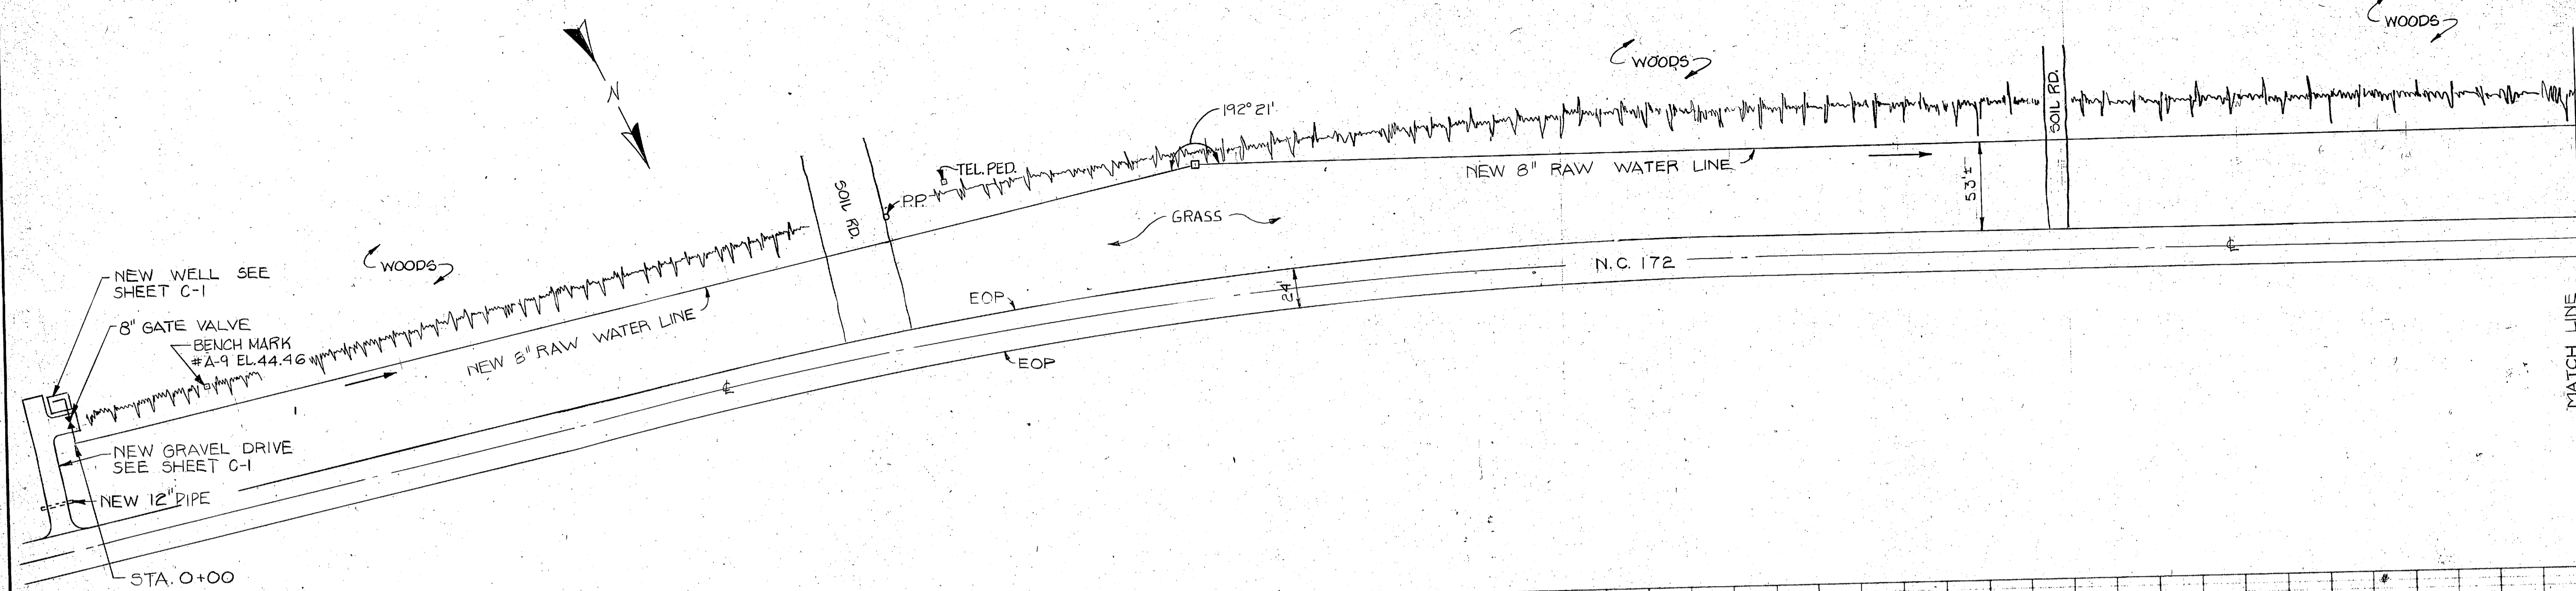 WOODS
WOODS
N
192° 21'
SOIL RD.
TEL. PED.
P.P.
SOIL RD.
NEW 8" RAW WATER LINE
53'±
GRASS
WOODS
NEW WELL SEE
SHEET C-1
8" GATE VALVE
BENCH MARK
#A-9 EL. 44.46
NEW 8" RAW WATER LINE
EOP
24'
N.C. 172
℄
EOP
℄
MATCH LINE
NEW GRAVEL DRIVE
SEE SHEET C-1
NEW 12" PIPE
STA. 0+00